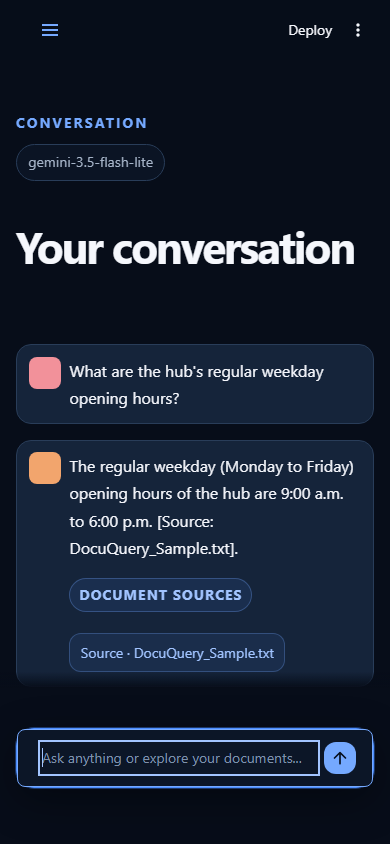 Deploy
CONVERSATION
gemini-3.5-flash-lite
Your conversation
What are the hub's regular weekday
opening hours?
The regular weekday (Monday to Friday)
opening hours of the hub are 9:00 a.m.
to 6:00 p.m. [Source:
DocuQuery_Sample.txt].
DOCUMENT SOURCES
Source · DocuQuery_Sample.txt
Ask anything or explore your documents...